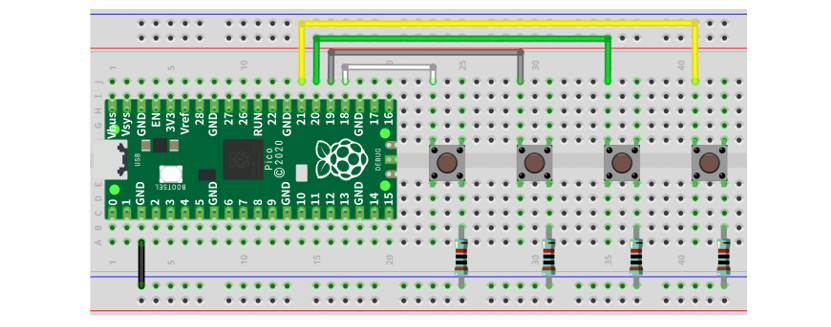 1 5 10 15 20 25 30 35 40
J
I
H
G
Vbus Vsys GND EN 3V3 Vref 28 GND 27 26 RUN 22 GND 21 20 19 18 GND 17 16
USB
BOOTSEL
Pico
©2020
DEBUG
0 1 GND 2 3 4 5 GND 6 7 8 9 GND 10 11 12 13 GND 14 15
E
D
C
B
A
1 5 10 15 20 30 35 40